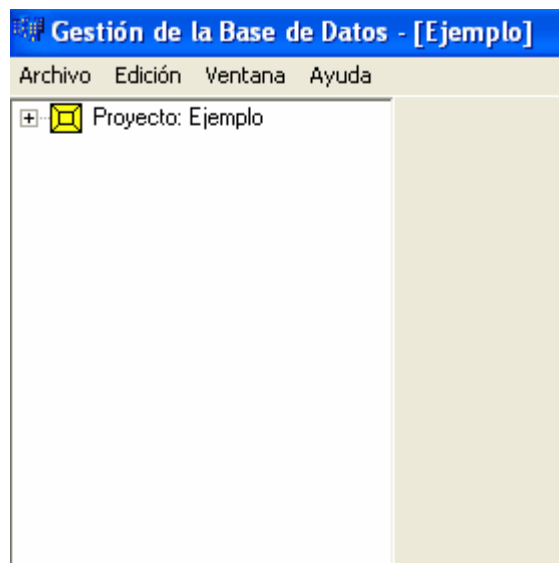 Gestión de la Base de Datos - [Ejemplo]
Archivo Edición Ventana Ayuda
Proyecto: Ejemplo